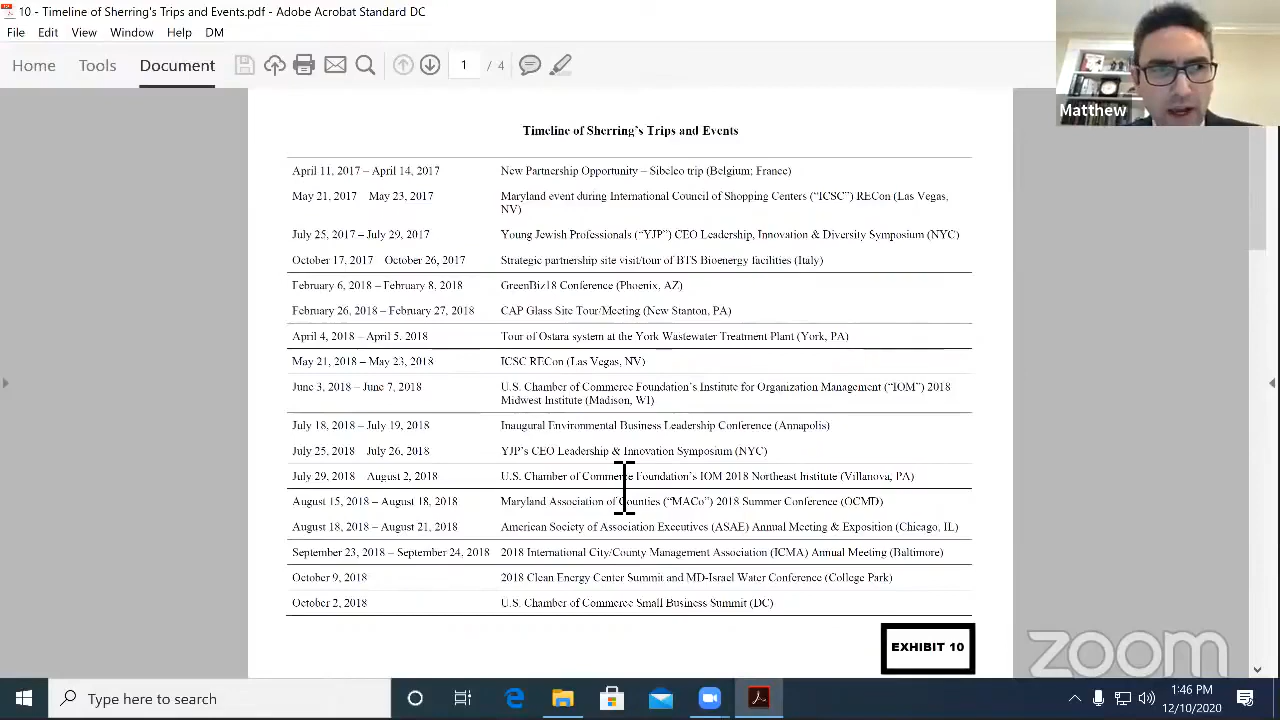 10 - Timeline of Sherring's Trips and Events.pdf - Adobe Acrobat Standard DC
File Edit View Window Help DM
Home Tools Document 1 / 4
Matthew
Timeline of Sherring's Trips and Events
April 11, 2017 – April 14, 2017 New Partnership Opportunity – Sibelco trip (Belgium; France)
May 21, 2017 May 23, 2017 Maryland event during International Council of Shopping Centers ("ICSC") RECon (Las Vegas,
NV)
July 25, 2017 – July 29, 2017 Young Jewish Professionals ("YJP") CEO Leadership, Innovation & Diversity Symposium (NYC)
October 17, 2017 October 26, 2017 Strategic partnership site visit/tour of BTS Bioenergy facilities (Italy)
February 6, 2018 – February 8, 2018 GreenBiz18 Conference (Phoenix, AZ)
February 26, 2018 – February 27, 2018 CAP Glass Site Tour/Meeting (New Stanton, PA)
April 4, 2018 – April 5, 2018 Tour of Ostara system at the York Wastewater Treatment Plant (York, PA)
May 21, 2018 – May 23, 2018 ICSC RECon (Las Vegas, NV)
June 3, 2018 – June 7, 2018 U.S. Chamber of Commerce Foundation's Institute for Organization Management ("IOM") 2018
Midwest Institute (Madison, WI)
July 18, 2018 – July 19, 2018 Inaugural Environmental Business Leadership Conference (Annapolis)
July 25, 2018 – July 26, 2018 YJP's CEO Leadership & Innovation Symposium (NYC)
July 29, 2018 August 2, 2018 U.S. Chamber of Commerce Foundation's IOM 2018 Northeast Institute (Villanova, PA)
August 15, 2018 – August 18, 2018 Maryland Association of Counties ("MACo") 2018 Summer Conference (OCMD)
August 18, 2018 – August 21, 2018 American Society of Association Executives (ASAE) Annual Meeting & Exposition (Chicago, IL)
September 23, 2018 – September 24, 2018 2018 International City/County Management Association (ICMA) Annual Meeting (Baltimore)
October 9, 2018 2018 Clean Energy Center Summit and MD-Israel Water Conference (College Park)
October 2, 2018 U.S. Chamber of Commerce Small Business Summit (DC)
EXHIBIT 10
zoom
Type here to search
1:46 PM
12/10/2020